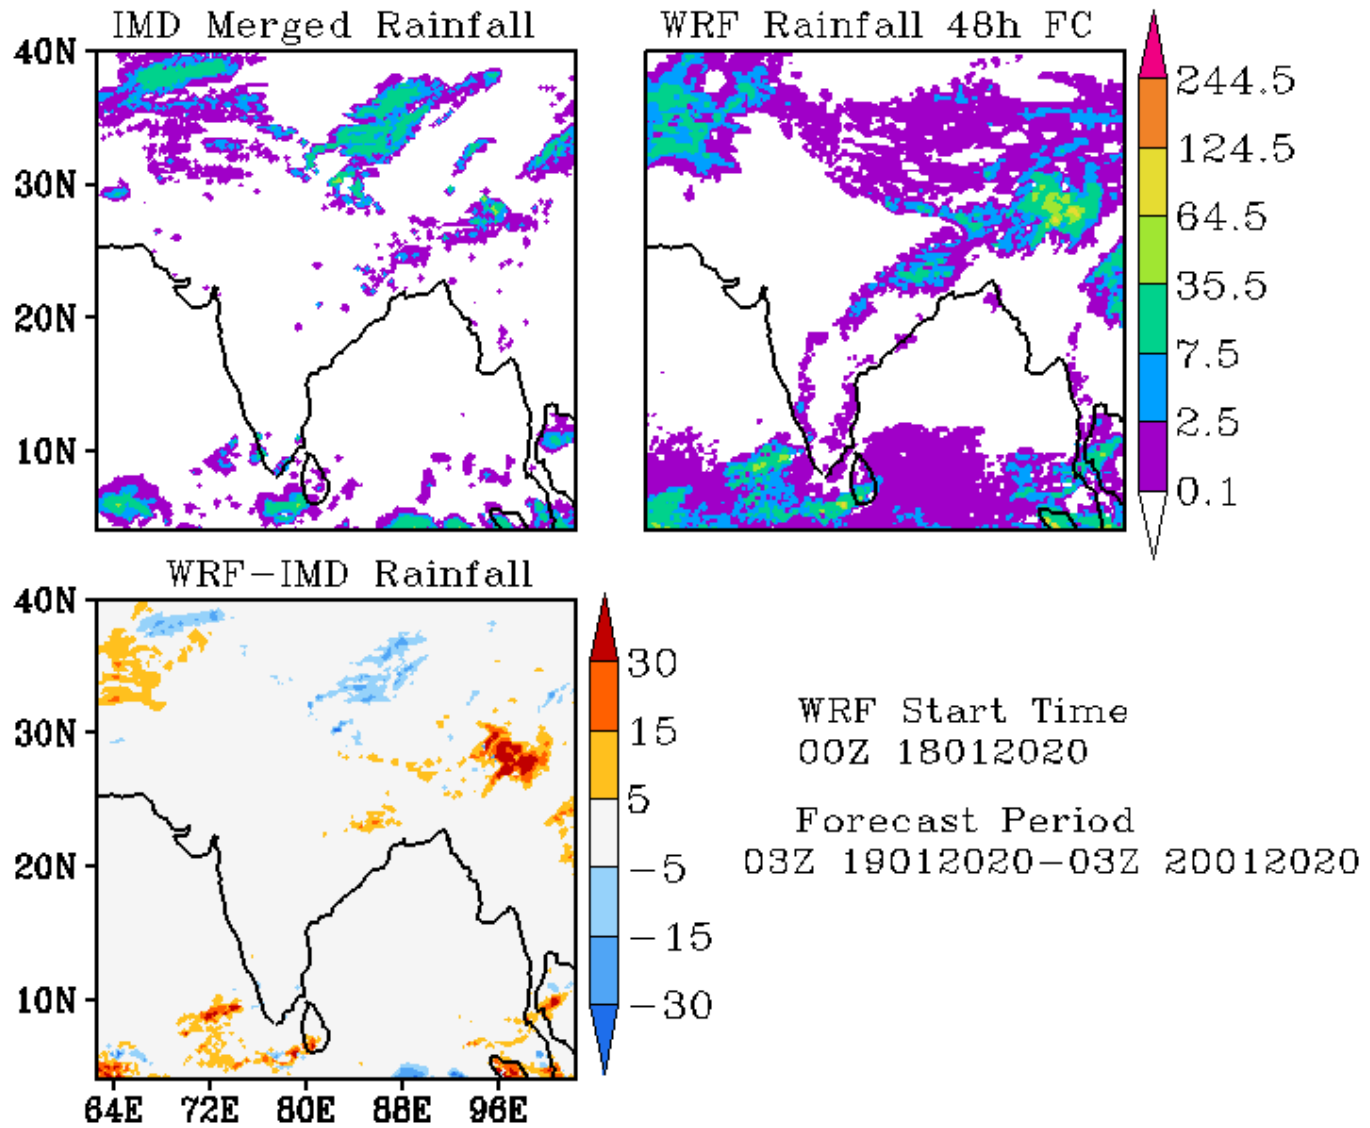 IMD Merged Rainfall
WRF Rainfall 48h FC
40N
30N
20N
10N
244.5
124.5
64.5
35.5
7.5
2.5
0.1
WRF-IMD Rainfall
40N
30N
20N
10N
64E 72E 80E 88E 96E
30
15
5
-5
-15
-30
WRF Start Time
00Z 18012020
Forecast Period
03Z 19012020-03Z 20012020